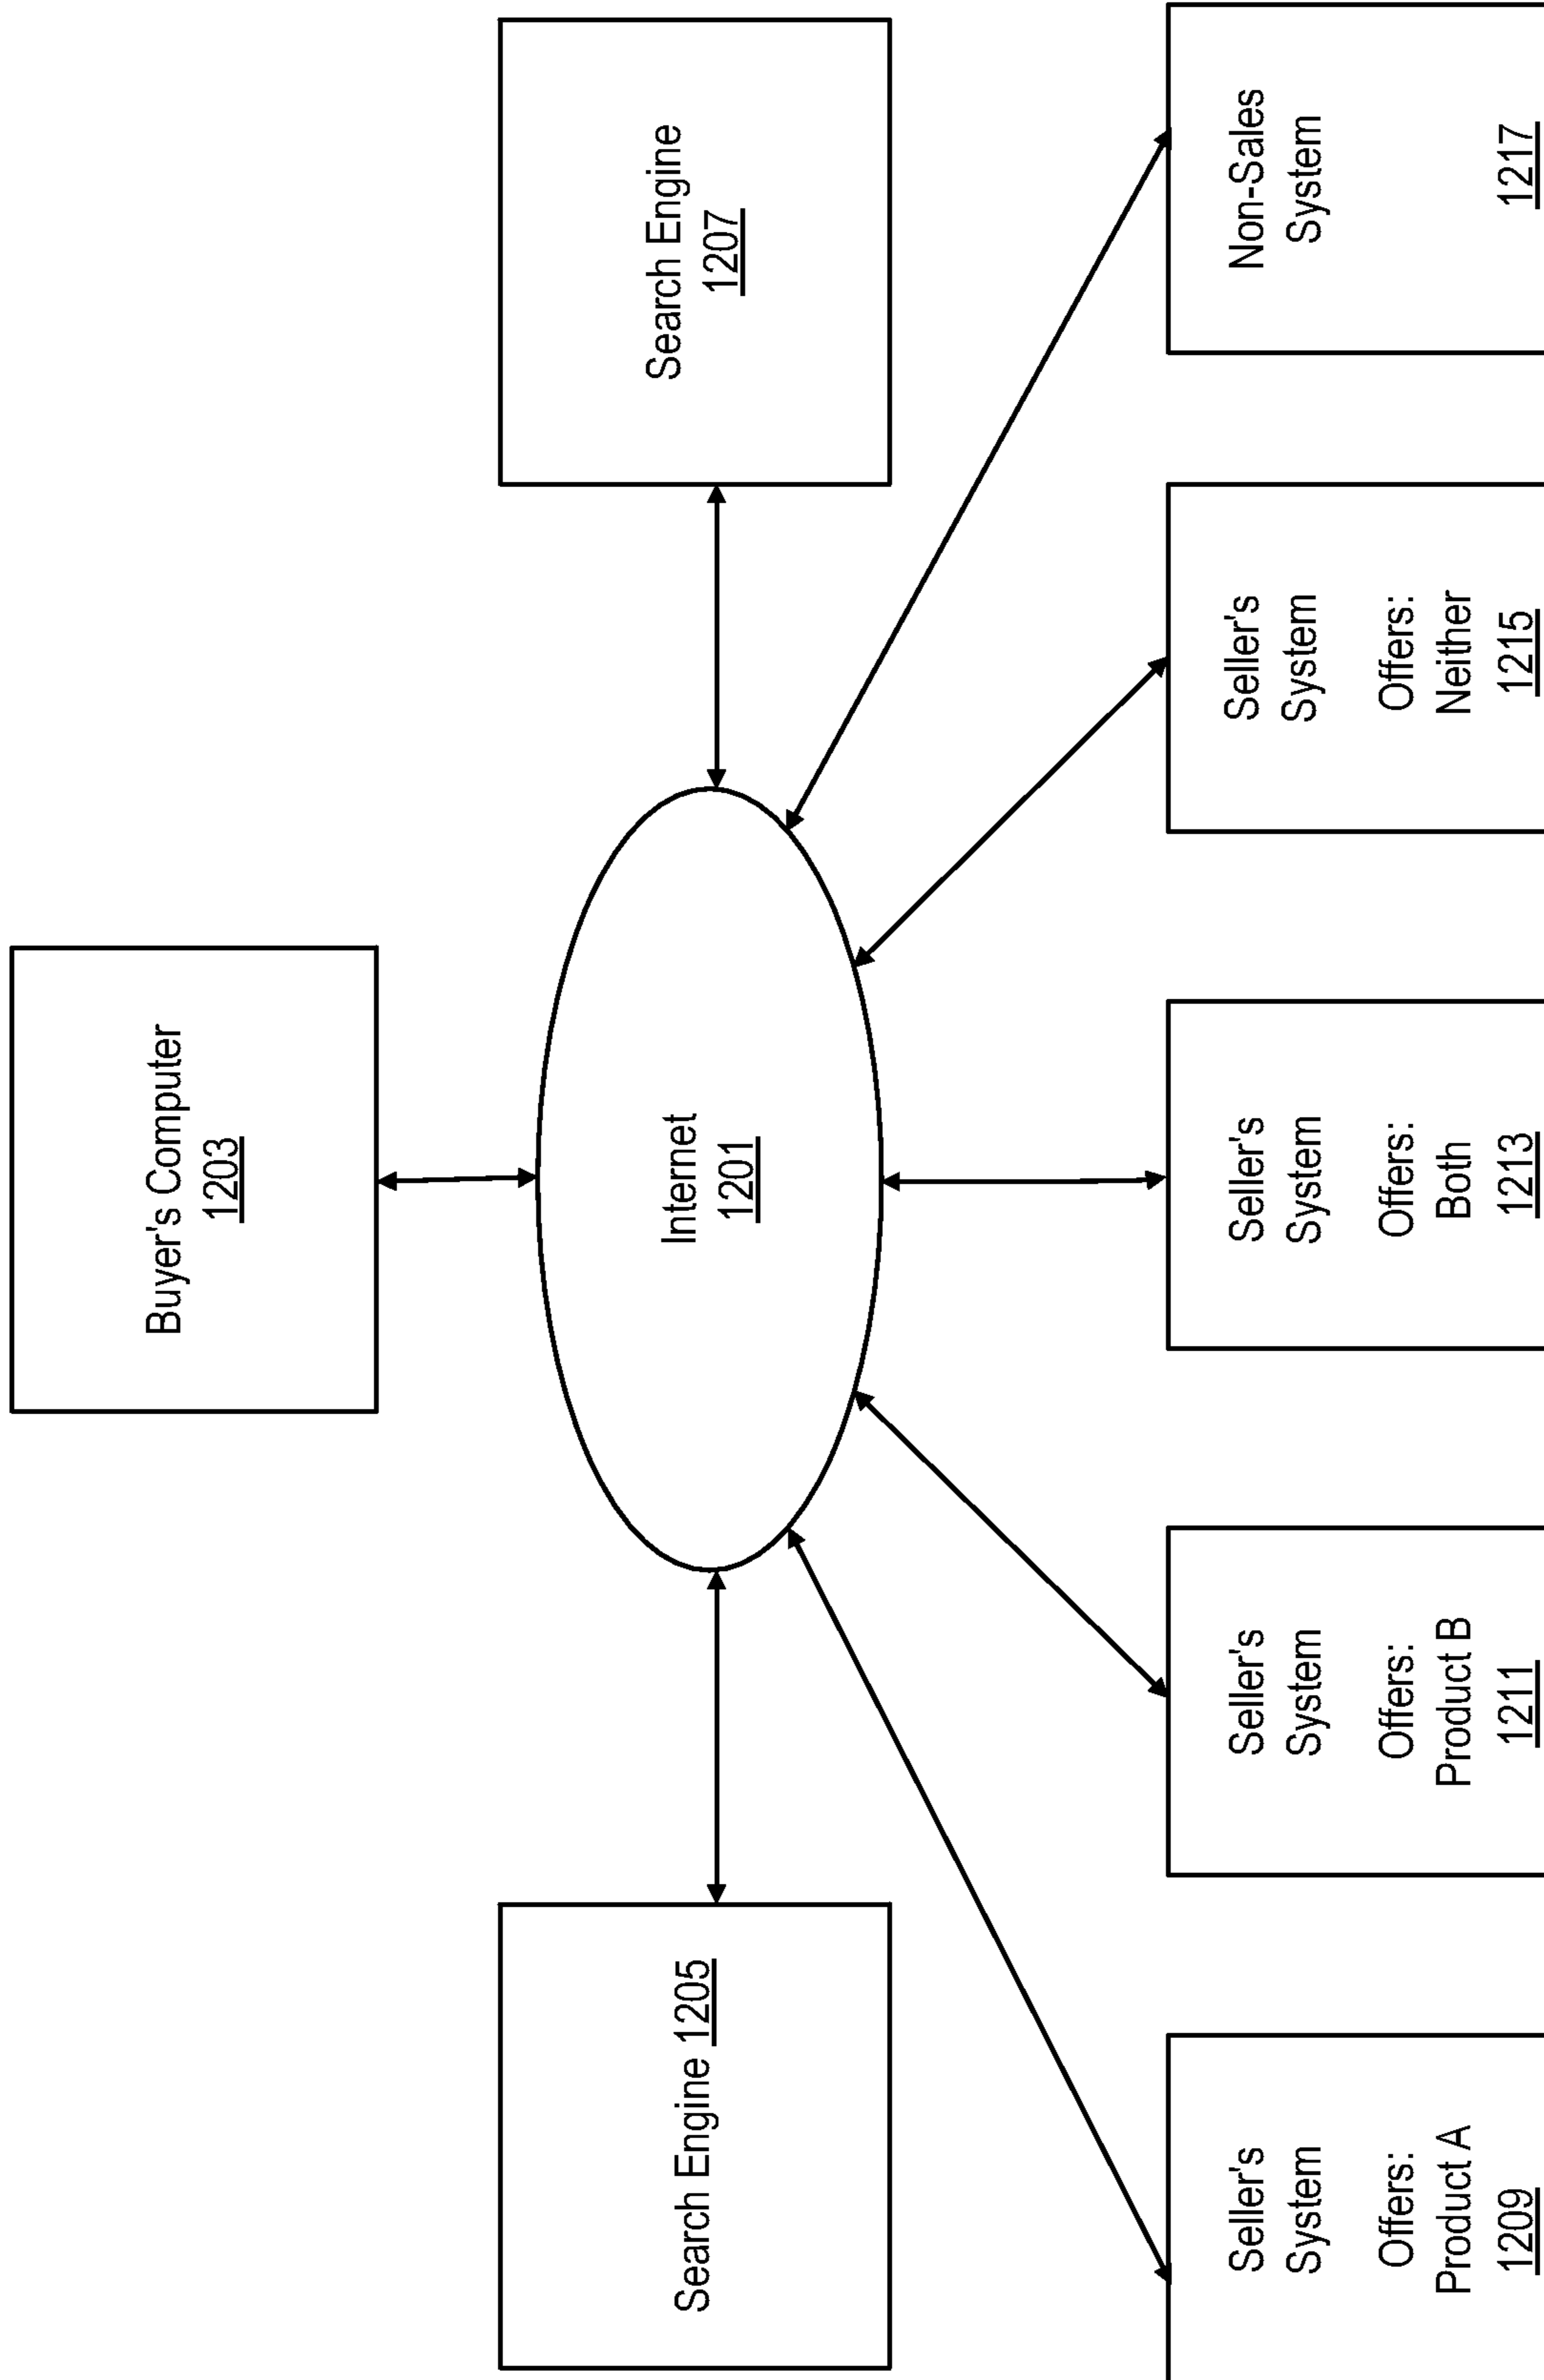 Buyer's Computer
1203
Search Engine 1205
Internet
1201
Search Engine
1207
Seller's
System
Offers:
Product A
1209
Seller's
System
Offers:
Product B
1211
Seller's
System
Offers:
Both
1213
Seller's
System
Offers:
Neither
1215
Non-Sales
System
1217